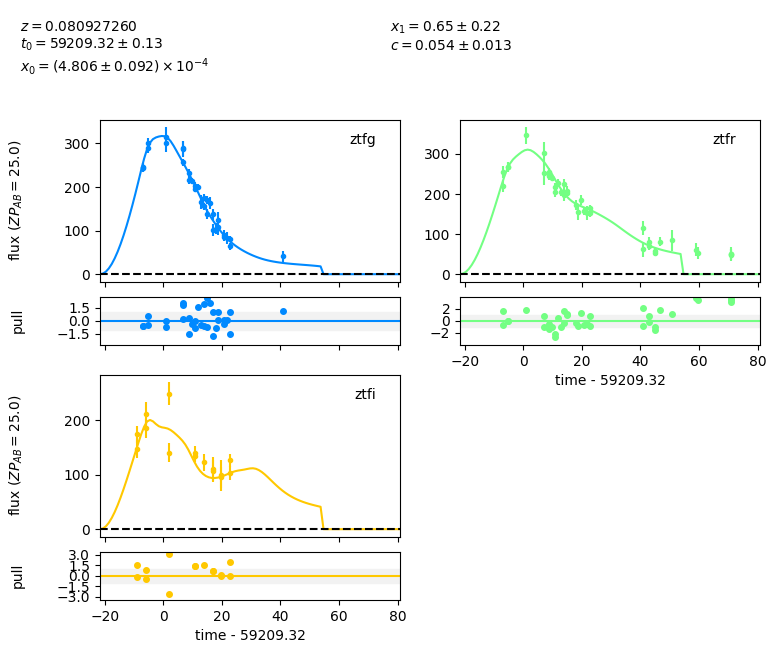 z = 0.080927260
t₀ = 59209.32 ± 0.13
x₀ = (4.806 ± 0.092) × 10⁻⁴
x₁ = 0.65 ± 0.22
c = 0.054 ± 0.013
flux (ZP_AB = 25.0)
300
200
100
0
ztfg
300
200
100
0
ztfr
pull
1.5
0.0
−1.5
2
0
−2
−20 0 20 40 60 80
time - 59209.32
flux (ZP_AB = 25.0)
200
100
0
ztfi
pull
3.0
1.5
0.0
−1.5
−3.0
−20 0 20 40 60 80
time - 59209.32